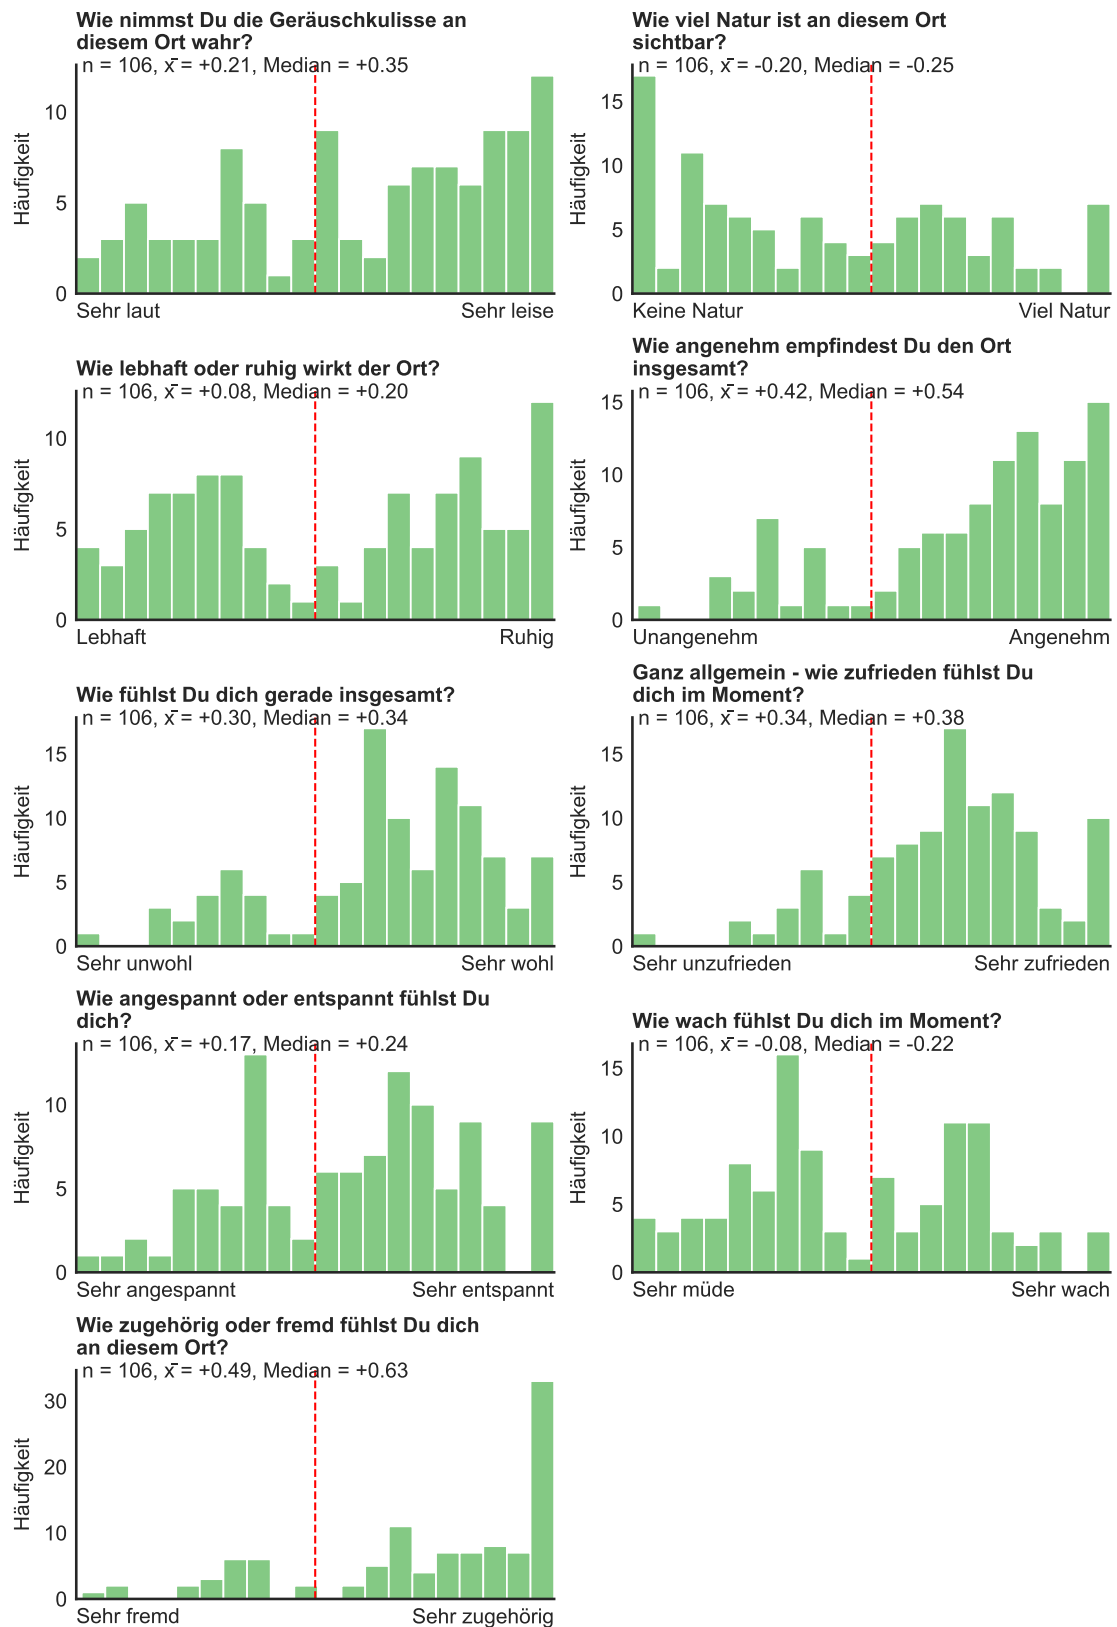 Wie nimmst Du die Geräuschkulisse an
diesem Ort wahr?
n = 106, x̄ = +0.21, Median = +0.35
Häufigkeit
10
5
0
Sehr laut
Sehr leise
Wie viel Natur ist an diesem Ort
sichtbar?
n = 106, x̄ = -0.20, Median = -0.25
Häufigkeit
15
10
5
0
Keine Natur
Viel Natur
Wie lebhaft oder ruhig wirkt der Ort?
n = 106, x̄ = +0.08, Median = +0.20
Häufigkeit
10
5
0
Lebhaft
Ruhig
Wie angenehm empfindest Du den Ort
insgesamt?
n = 106, x̄ = +0.42, Median = +0.54
Häufigkeit
15
10
5
0
Unangenehm
Angenehm
Wie fühlst Du dich gerade insgesamt?
n = 106, x̄ = +0.30, Median = +0.34
Häufigkeit
15
10
5
0
Sehr unwohl
Sehr wohl
Ganz allgemein - wie zufrieden fühlst Du
dich im Moment?
n = 106, x̄ = +0.34, Median = +0.38
Häufigkeit
15
10
5
0
Sehr unzufrieden
Sehr zufrieden
Wie angespannt oder entspannt fühlst Du
dich?
n = 106, x̄ = +0.17, Median = +0.24
Häufigkeit
10
5
0
Sehr angespannt
Sehr entspannt
Wie wach fühlst Du dich im Moment?
n = 106, x̄ = -0.08, Median = -0.22
Häufigkeit
15
10
5
0
Sehr müde
Sehr wach
Wie zugehörig oder fremd fühlst Du dich
an diesem Ort?
n = 106, x̄ = +0.49, Median = +0.63
Häufigkeit
30
20
10
0
Sehr fremd
Sehr zugehörig